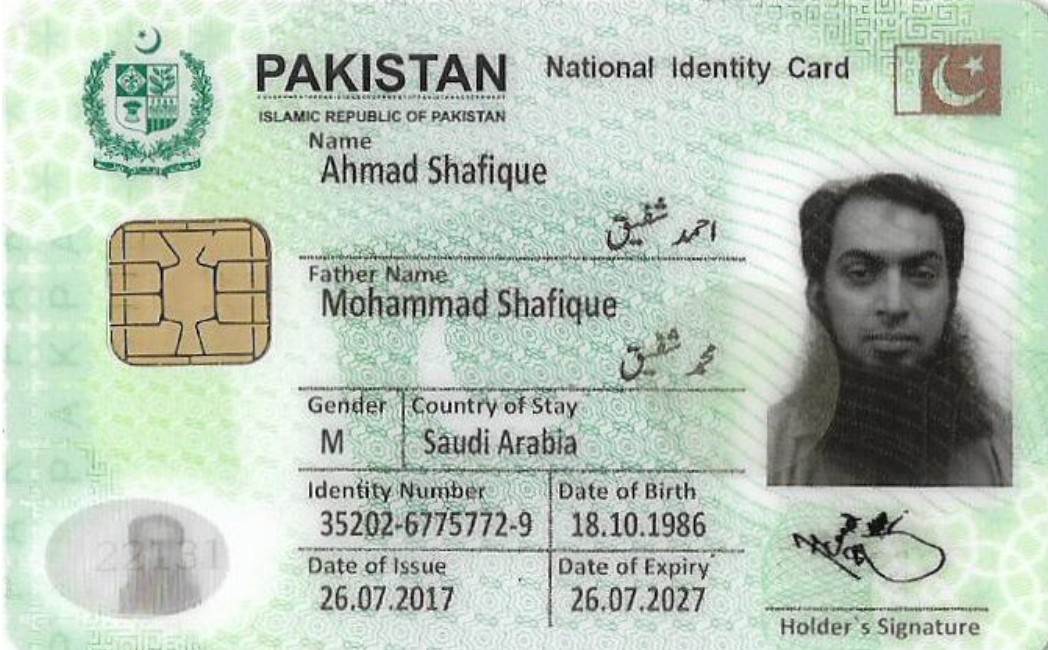 PAKISTAN National Identity Card
ISLAMIC REPUBLIC OF PAKISTAN
Name
Ahmad Shafique
احمد شفیق
Father Name
Mohammad Shafique
محمد شفیق
Gender Country of Stay
M Saudi Arabia
Identity Number Date of Birth
35202-6775772-9 18.10.1986
Date of Issue Date of Expiry
26.07.2017 26.07.2027
22131
Holder`s Signature